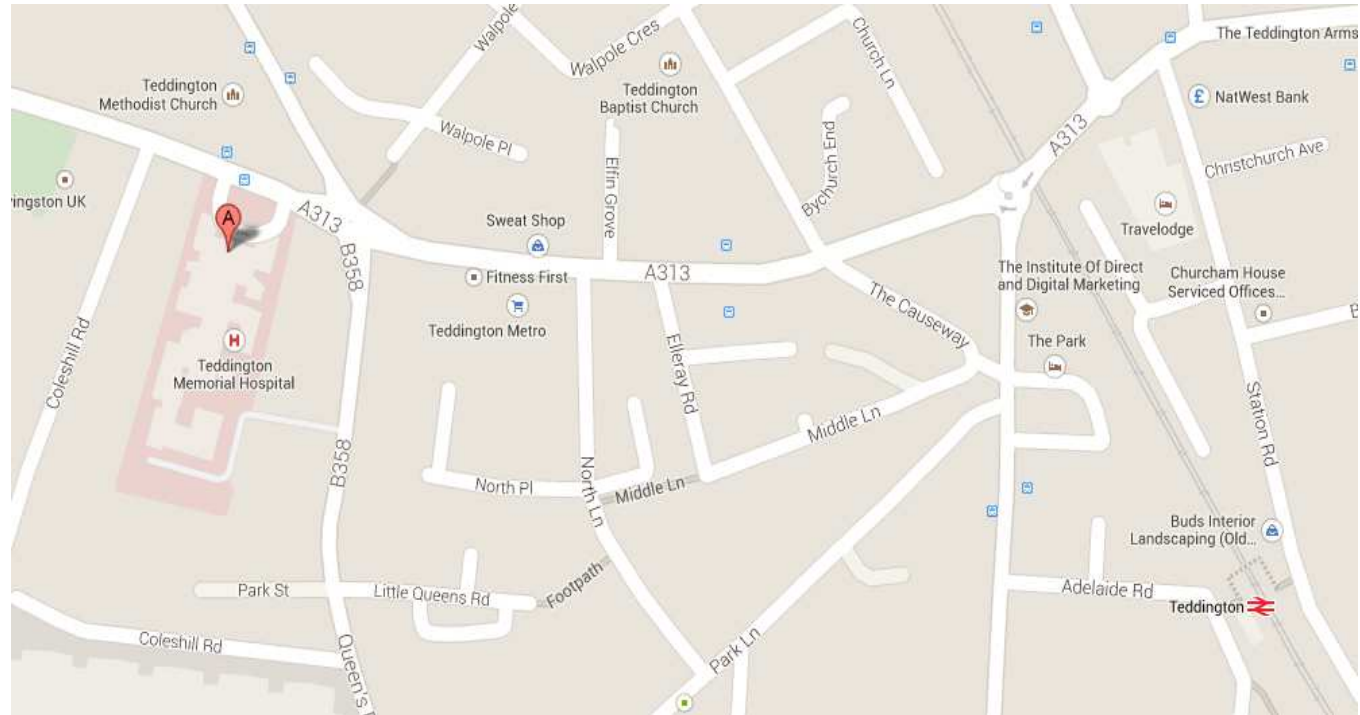 Walpole
Walpole Cres
Church Ln
The Teddington Arms
Teddington
Methodist Church
Teddington
Baptist Church
£ NatWest Bank
A313
Walpole Pl
Bychurch End
Christchurch Ave
Elfin Grove
ingston UK
A
A313
Sweat Shop
Travelodge
B358
Fitness First
A313
The Institute Of Direct
and Digital Marketing
Churcham House
Serviced Offices...
Teddington Metro
The Causeway
B
Coleshill Rd
H
Teddington
Memorial Hospital
Elleray Rd
The Park
Station Rd
Middle Ln
B358
North Pl
North Ln
Middle Ln
Buds Interior
Landscaping (Old...
Park St
Little Queens Rd
Footpath
Adelaide Rd
Teddington
Coleshill Rd
Queen's
Park Ln